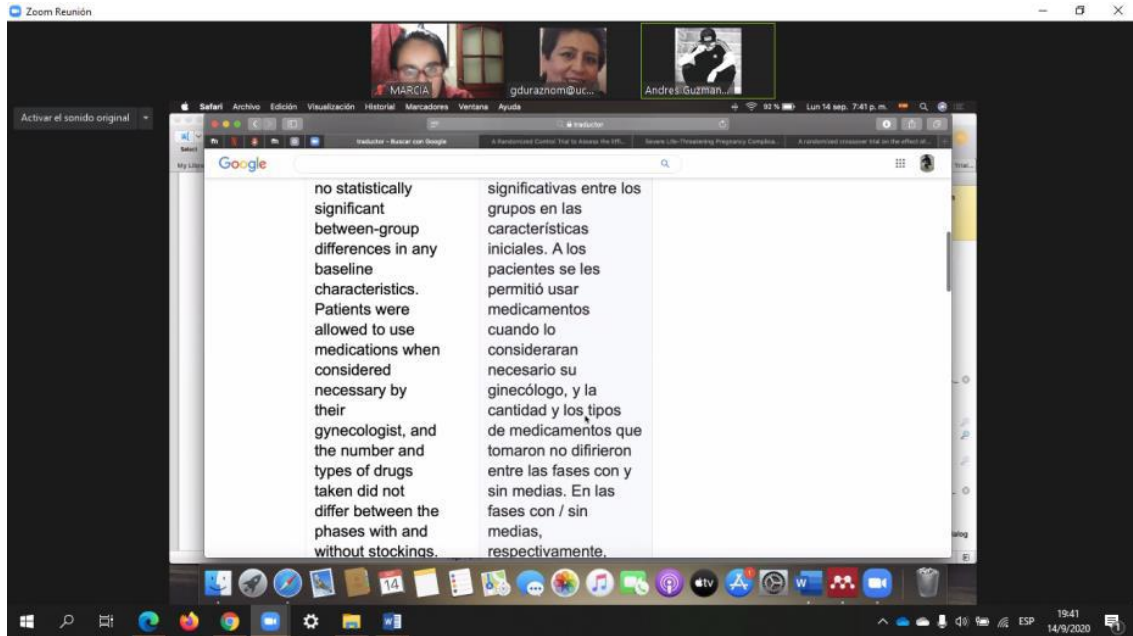 Zoom Reunión
MARCIA
gduraznom@uc...
Andres Guzman...
Activar el sonido original
Safari Archivo Edición Visualización Historial Marcadores Ventana Ayuda
92 % Lun 14 sep. 7:41 p. m.
traductor
Select
traductor - Buscar con Google
A Randomized Control Trial to Assess the Effi...
Severe Life-Threatening Pregnancy Complica...
A randomized crossover trial on the effect of...
My Libr
Trial...
Google
no statistically
significant
between-group
differences in any
baseline
characteristics.
Patients were
allowed to use
medications when
considered
necessary by
their
gynecologist, and
the number and
types of drugs
taken did not
differ between the
phases with and
without stockings.
significativas entre los
grupos en las
características
iniciales. A los
pacientes se les
permitió usar
medicamentos
cuando lo
consideraran
necesario su
ginecólogo, y la
cantidad y los tipos
de medicamentos que
tomaron no difirieron
entre las fases con y
sin medias. En las
fases con / sin
medias,
respectivamente,
14
tv
ESP
19:41
14/9/2020